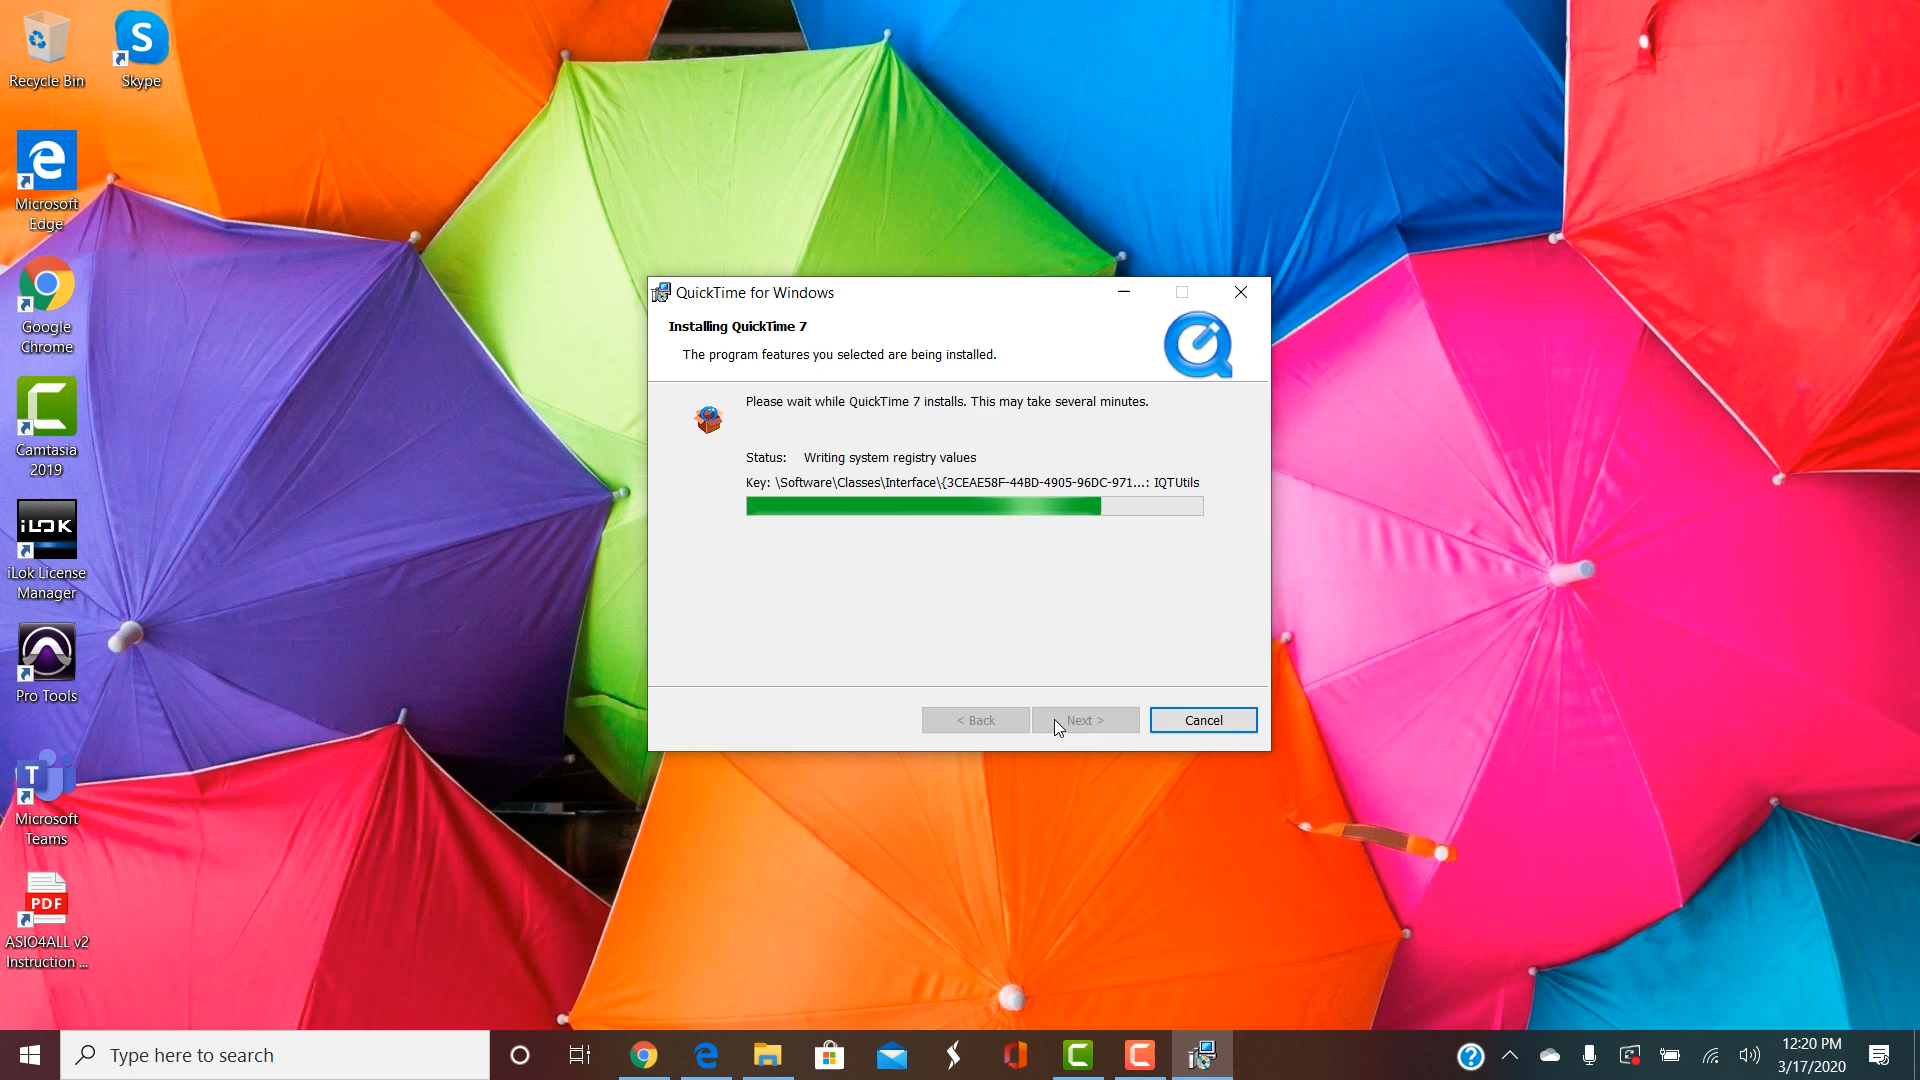 Recycle Bin
Skype
Microsoft
Edge
Google
Chrome
Camtasia
2019
iLOK
iLok License
Manager
Pro Tools
T
Microsoft
Teams
PDF
ASIO4ALL v2
Instruction ...
QuickTime for Windows
Installing QuickTime 7
The program features you selected are being installed.
Please wait while QuickTime 7 installs. This may take several minutes.
Status: Writing system registry values
Key: \Software\Classes\Interface\{3CEAE58F-44BD-4905-96DC-971...: IQTUtils
< Back
Next >
Cancel
Type here to search
12:20 PM
3/17/2020